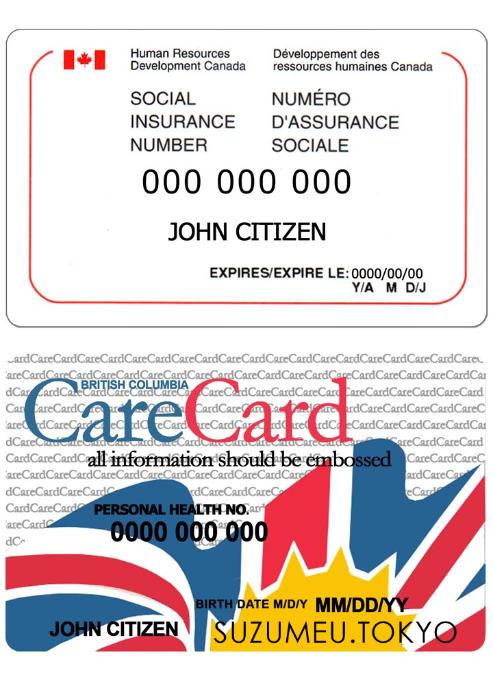 Human Resources
Development Canada
Développement des
ressources humaines Canada
SOCIAL
INSURANCE
NUMBER
NUMÉRO
D'ASSURANCE
SOCIALE
000 000 000
JOHN CITIZEN
EXPIRES/EXPIRE LE: 0000/00/00
Y/A M D/J
BRITISH COLUMBIA
CareCard
all information should be embossed
PERSONAL HEALTH NO.
0000 000 000
BIRTH DATE M/D/Y MM/DD/YY
JOHN CITIZEN
SUZUMEU.TOKYO